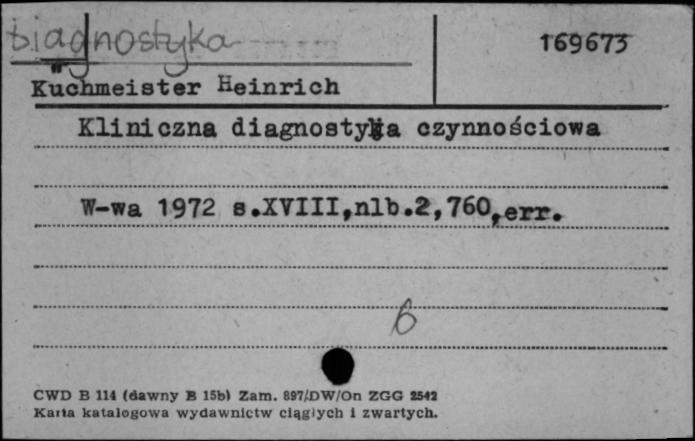 Diagnostyka
169673
Küchmeister Heinrich
Kliniczna diagnostyka czynnościowa
W-wa 1972 s.XVIII,nlb.2,760,err.
6
CWD B 114 (dawny B 15b) Zam. 897/DW/On ZGG 2542
Karta katalogowa wydawnictw ciągłych i zwartych.